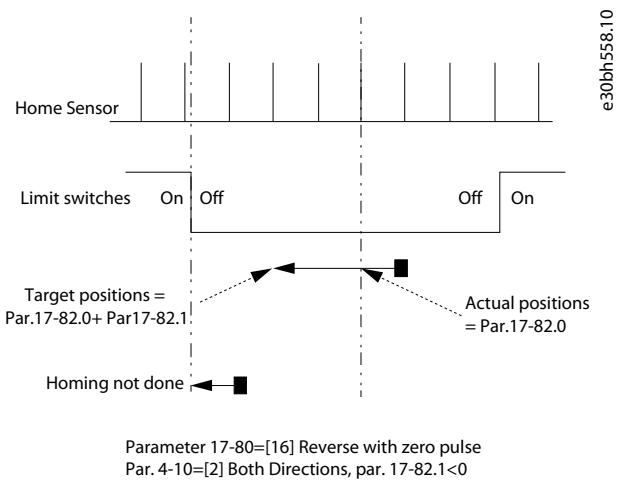 e30bh558.10
Home Sensor
Limit switches
On
Off
Off
On
Target positions =
Par.17-82.0+ Par17-82.1
Actual positions
= Par.17-82.0
Homing not done
Parameter 17-80=[16] Reverse with zero pulse
Par. 4-10=[2] Both Directions, par. 17-82.1<0